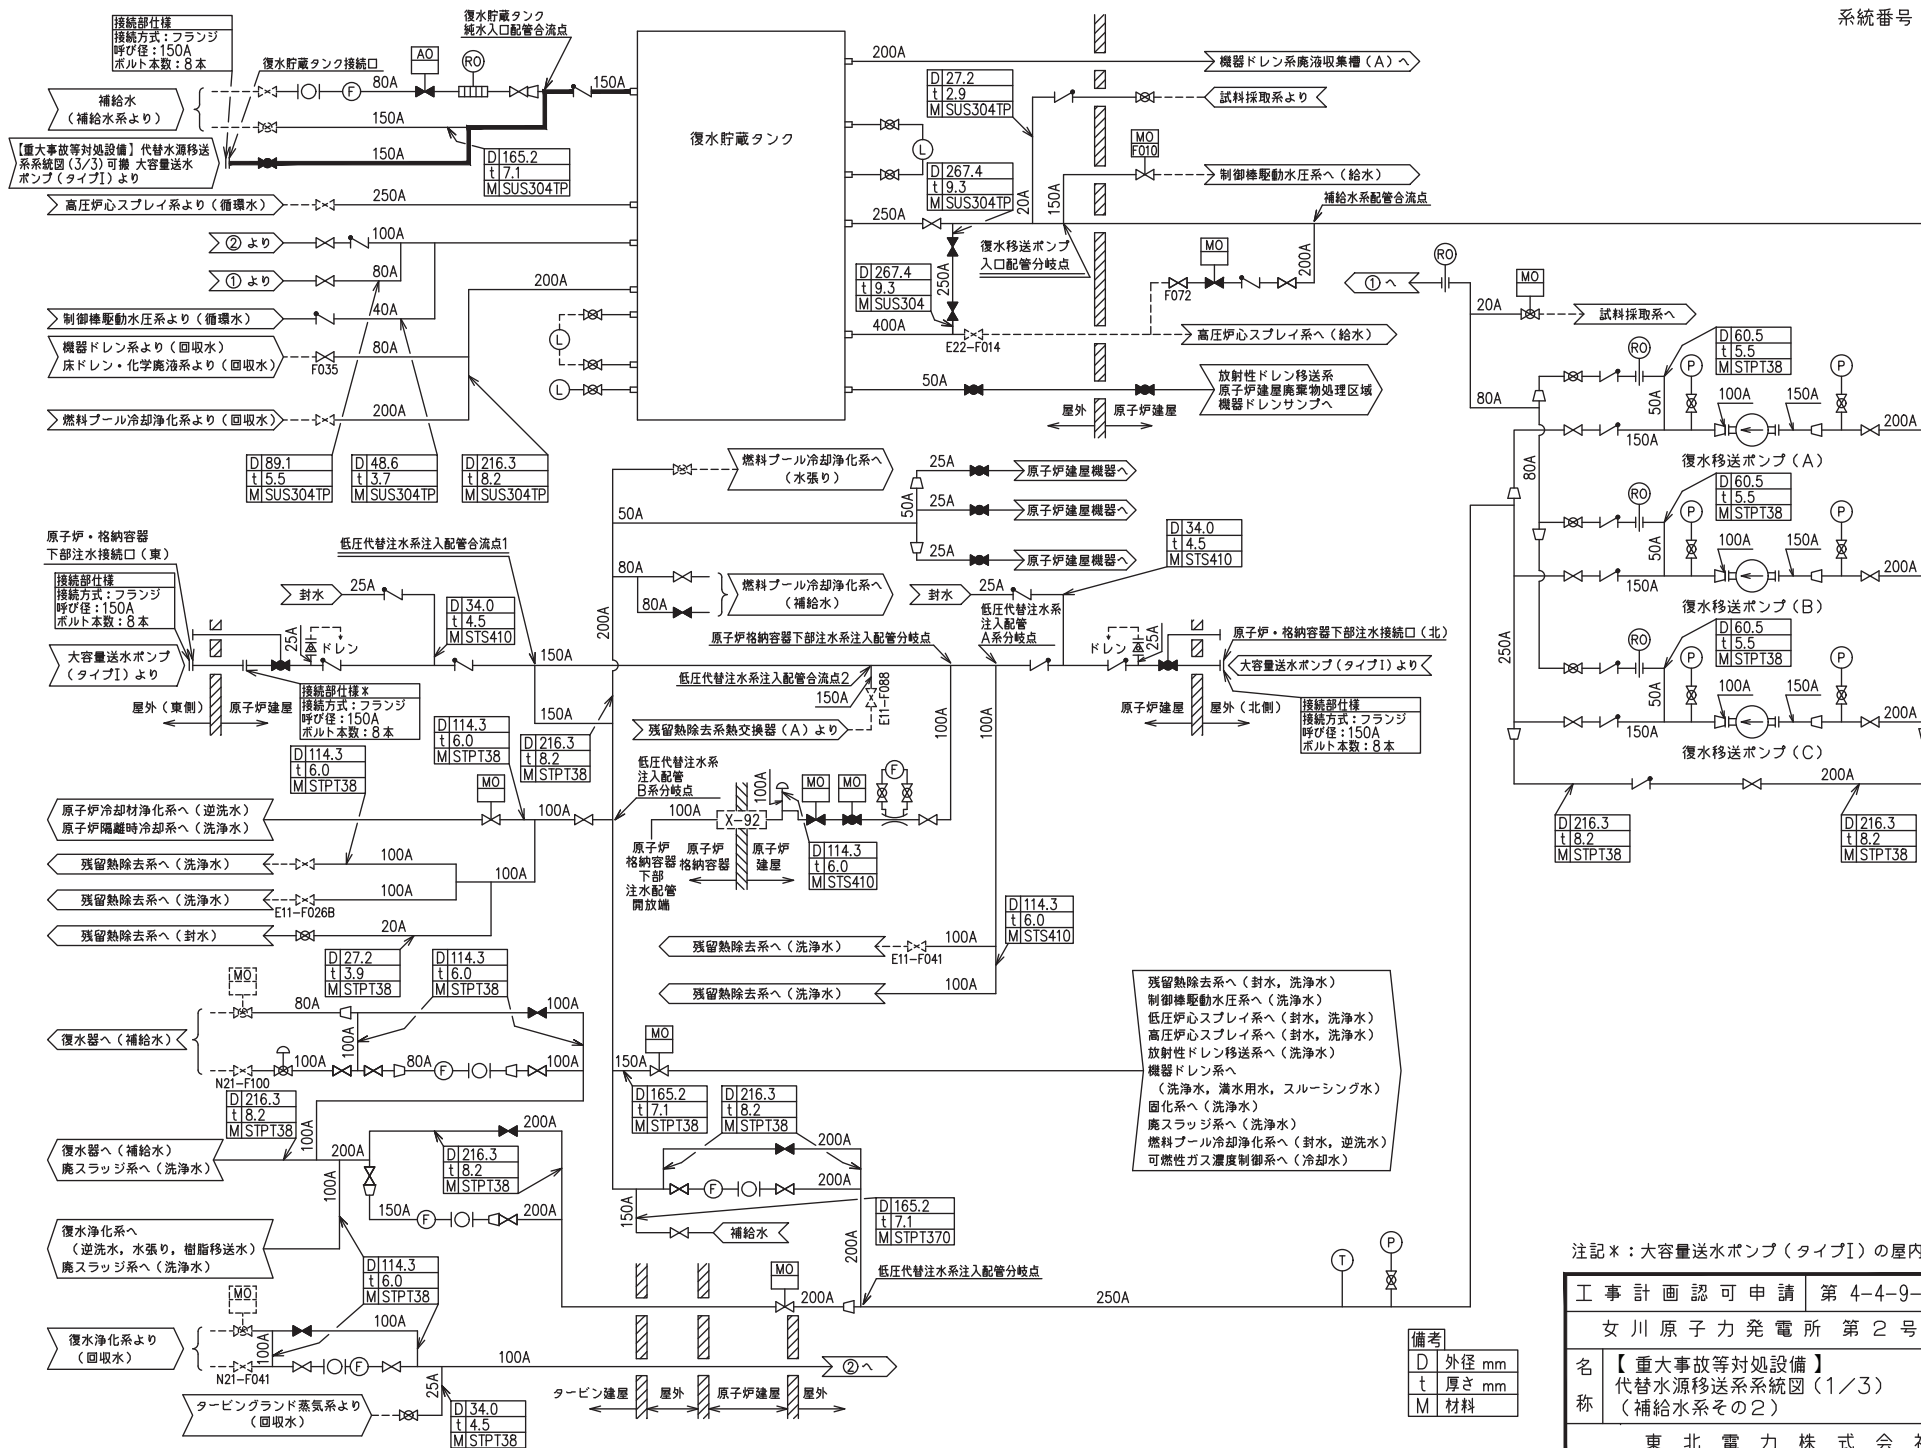 系統番号
接続部仕様
接続方式：フランジ
呼び径：150A
ボルト本数：8本
復水貯蔵タンク
純水入口配管合流点
復水貯蔵タンク接続口
AO
RO
80A
F
150A
補給水
（補給水系より）
150A
【重大事故等対処設備】代替水源移送
系系統図(3/3)可搬 大容量送水
ポンプ（タイプI）より
150A
D 165.2
t 7.1
M SUS304TP
高圧炉心スプレイ系より（循環水）
250A
②より
100A
①より
80A
200A
制御棒駆動水圧系より（循環水）
40A
機器ドレン系より（回収水）
床ドレン・化学廃液系より（回収水）
F035
80A
L
L
燃料プール冷却浄化系より（回収水）
200A
D 89.1
t 5.5
M SUS304TP
D 48.6
t 3.7
M SUS304TP
D 216.3
t 8.2
M SUS304TP
復水貯蔵タンク
200A
機器ドレン系廃液収集槽（A）へ
D 27.2
t 2.9
M SUS304TP
試料採取系より
L
MO
F010
D 267.4
t 9.3
M SUS304TP
20A
150A
制御棒駆動水圧系へ（給水）
250A
補給水系配管合流点
復水移送ポンプ
入口配管分岐点
D 267.4
t 9.3
M SUS304
250A
MO
F072
200A
400A
E22-F014
高圧炉心スプレイ系へ（給水）
50A
放射性ドレン移送系
原子炉建屋廃棄物処理区域
機器ドレンサンプへ
屋外
原子炉建屋
①へ
RO
MO
20A
試料採取系へ
80A
RO
D 60.5
t 5.5
M STPT38
P
P
50A
100A
150A
150A
200A
復水移送ポンプ（A）
80A
RO
D 60.5
t 5.5
M STPT38
P
P
50A
100A
150A
150A
200A
復水移送ポンプ（B）
250A
RO
D 60.5
t 5.5
M STPT38
P
P
50A
100A
150A
150A
200A
復水移送ポンプ（C）
200A
D 216.3
t 8.2
M STPT38
D 216.3
t 8.2
M STPT38
燃料プール冷却浄化系へ
（水張り）
50A
50A
25A
原子炉建屋機器へ
25A
原子炉建屋機器へ
25A
原子炉建屋機器へ
80A
80A
燃料プール冷却浄化系へ
（補給水）
原子炉・格納容器
下部注水接続口（東）
接続部仕様
接続方式：フランジ
呼び径：150A
ボルト本数：8本
低圧代替注水系注入配管合流点1
封水
25A
D 34.0
t 4.5
M STS410
25A
ドレン
200A
大容量送水ポンプ
（タイプI）より
150A
屋外（東側）
原子炉建屋
接続部仕様＊
接続方式：フランジ
呼び径：150A
ボルト本数：8本
150A
原子炉格納容器下部注水系注入配管分岐点
低圧代替注水系注入配管合流点2
150A
E11-F088
残留熱除去系熱交換器（A）より
封水
25A
D 34.0
t 4.5
M STS410
低圧代替注水系
注入配管
A系分岐点
ドレン
25A
原子炉・格納容器下部注水接続口（北）
大容量送水ポンプ（タイプI）より
原子炉建屋
屋外（北側）
接続部仕様
接続方式：フランジ
呼び径：150A
ボルト本数：8本
100A
100A
D 114.3
t 6.0
M STPT38
D 114.3
t 6.0
M STPT38
D 216.3
t 8.2
M STPT38
低圧代替注水系
注入配管
B系分岐点
MO
原子炉冷却材浄化系へ（逆洗水）
原子炉隔離時冷却系へ（洗浄水）
100A
100A
X-92
100A
MO
MO
F
原子炉
格納容器
下部
注水配管
開放端
原子炉
格納容器
原子炉
建屋
D 114.3
t 6.0
M STS410
残留熱除去系へ（洗浄水）
100A
100A
残留熱除去系へ（洗浄水）
E11-F026B
100A
残留熱除去系へ（封水）
20A
D 27.2
t 3.9
M STPT38
D 114.3
t 6.0
M STPT38
D 114.3
t 6.0
M STS410
残留熱除去系へ（洗浄水）
E11-F041
100A
残留熱除去系へ（洗浄水）
100A
MO
80A
100A
復水器へ（補給水）
100A
N21-F100
100A
80A
F
100A
MO
150A
D 165.2
t 7.1
M STPT38
D 216.3
t 8.2
M STPT38
残留熱除去系へ（封水，洗浄水）
制御棒駆動水圧系へ（洗浄水）
低圧炉心スプレイ系へ（封水，洗浄水）
高圧炉心スプレイ系へ（封水，洗浄水）
放射性ドレン移送系へ（洗浄水）
機器ドレン系へ
（洗浄水，満水用水，スルーシング水）
固化系へ（洗浄水）
廃スラッジ系へ（洗浄水）
燃料プール冷却浄化系へ（封水，逆洗水）
可燃性ガス濃度制御系へ（冷却水）
D 216.3
t 8.2
M STPT38
100A
復水器へ（補給水）
廃スラッジ系へ（洗浄水）
200A
200A
D 216.3
t 8.2
M STPT38
100A
150A
F
200A
200A
F
200A
150A
補給水
D 165.2
t 7.1
M STPT370
200A
復水浄化系へ
（逆洗水，水張り，樹脂移送水）
廃スラッジ系へ（洗浄水）
D 114.3
t 6.0
M STPT38
MO
200A
低圧代替注水系注入配管分岐点
250A
T
P
MO
100A
復水浄化系より
（回収水）
100A
N21-F041
F
100A
②へ
25A
タービングランド蒸気系より
（回収水）
D 34.0
t 4.5
M STPT38
タービン建屋
屋外
原子炉建屋
屋外
備考
D 外径 mm
t 厚さ mm
M 材料
注記＊：大容量送水ポンプ（タイプI）の屋内
工事計画認可申請 第4-4-9-
女川原子力発電所 第2号
名称
【重大事故等対処設備】
代替水源移送系系統図（1/3）
（補給水系その2）
東北電力株式会